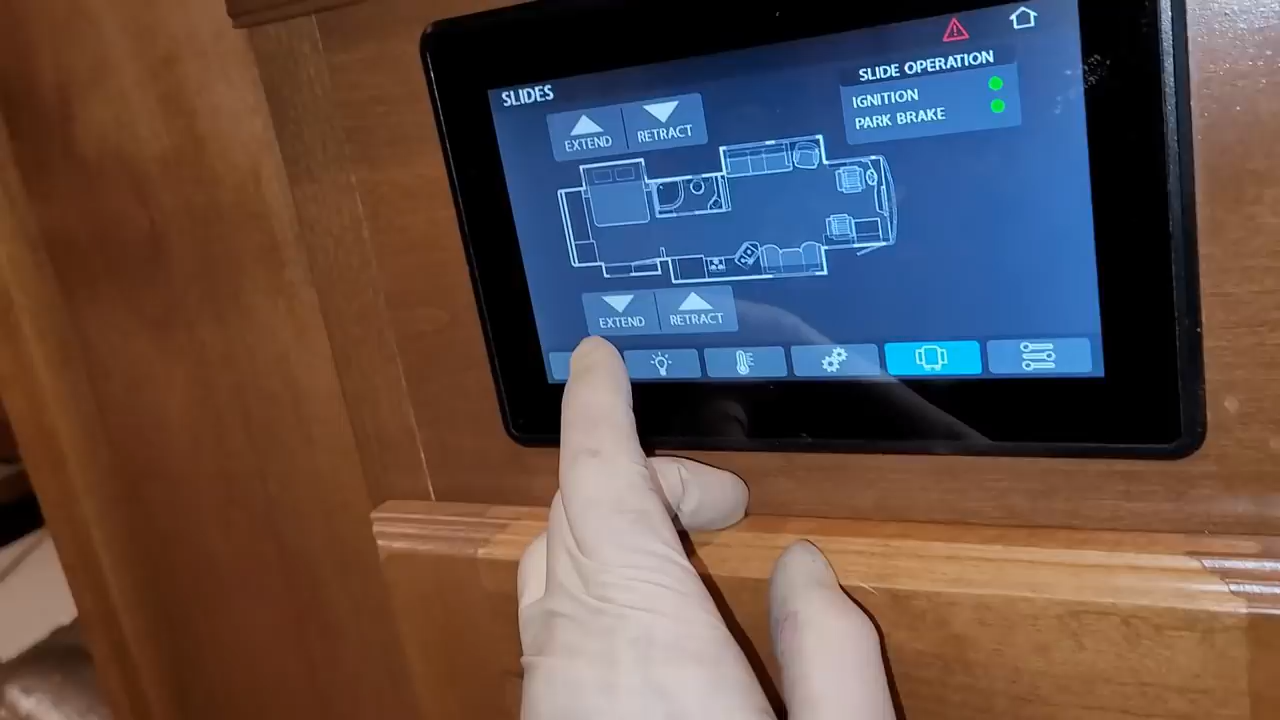 SLIDES
SLIDE OPERATION
IGNITION
PARK BRAKE
EXTEND
RETRACT
EXTEND
RETRACT